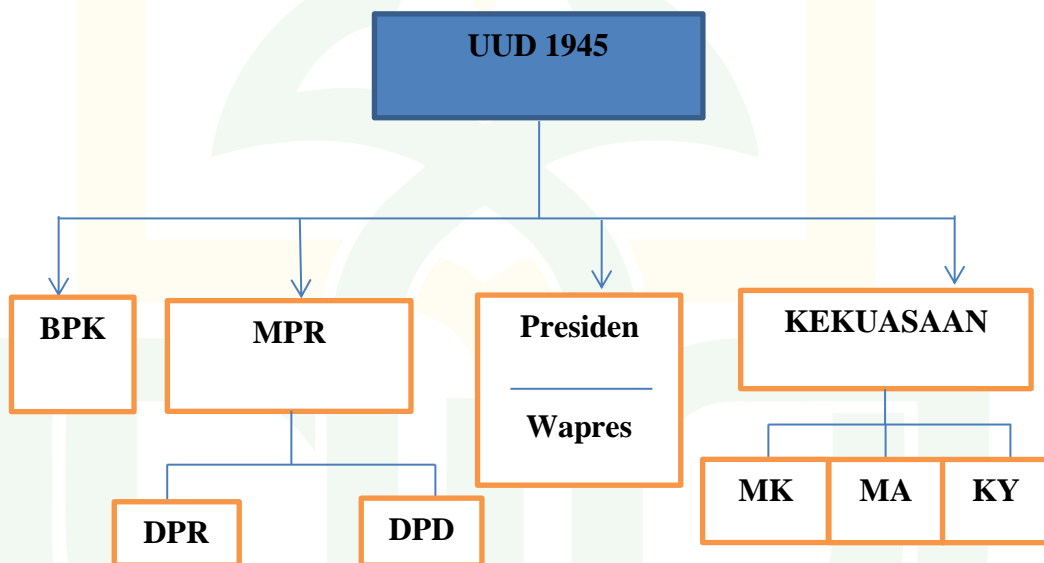 UUD 1945
BPK
MPR
Presiden
Wapres
KEKUASAAN
DPR
DPD
MK
MA
KY